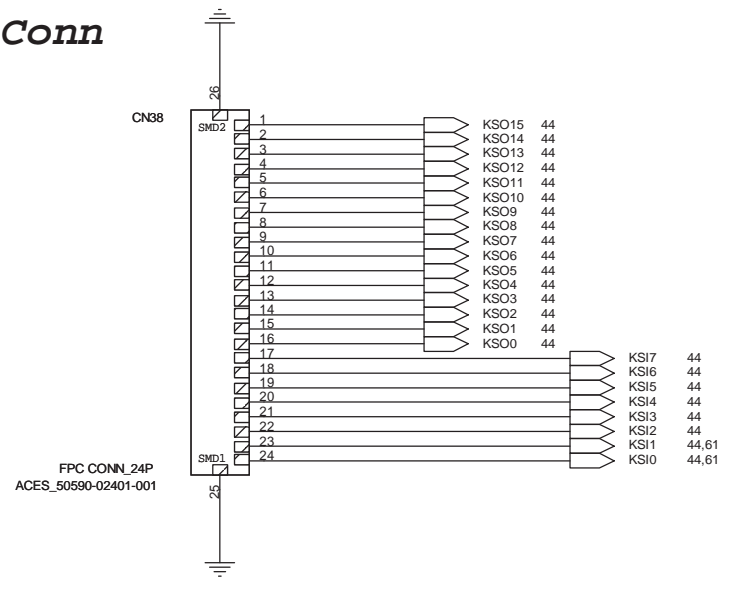 Conn
26
CN38
SMD2
1 KSO15 44
2 KSO14 44
3 KSO13 44
4 KSO12 44
5 KSO11 44
6 KSO10 44
7 KSO9 44
8 KSO8 44
9 KSO7 44
10 KSO6 44
11 KSO5 44
12 KSO4 44
13 KSO3 44
14 KSO2 44
15 KSO1 44
16 KSO0 44
17 KSI7 44
18 KSI6 44
19 KSI5 44
20 KSI4 44
21 KSI3 44
22 KSI2 44
23 KSI1 44,61
24 KSI0 44,61
SMD1
FPC CONN_24P
ACES_50590-02401-001
25